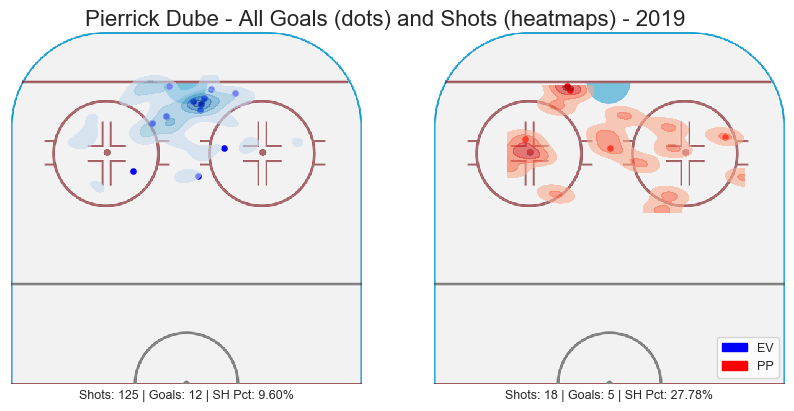 Pierrick Dube - All Goals (dots) and Shots (heatmaps) - 2019
EV
PP
Shots: 125 | Goals: 12 | SH Pct: 9.60%
Shots: 18 | Goals: 5 | SH Pct: 27.78%